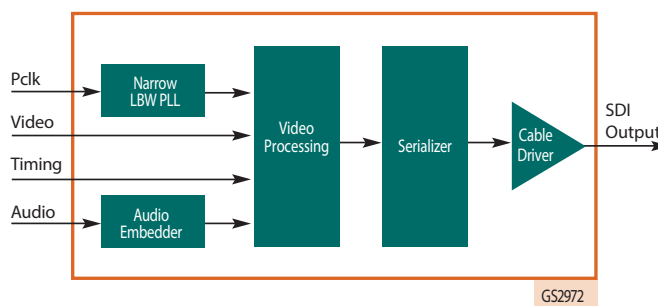 Pclk
Narrow
LBW PLL
Video
Timing
Audio
Audio
Embedder
Video
Processing
Serializer
Cable
Driver
SDI
Output
GS2972